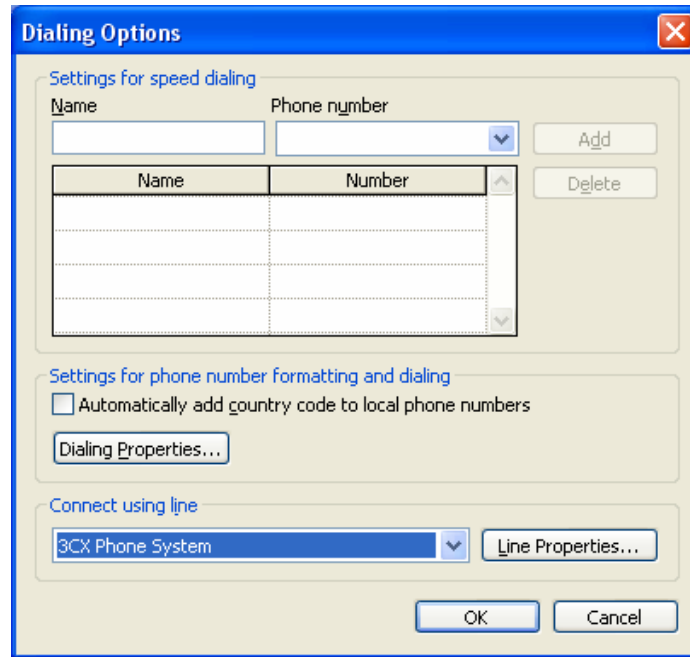 Dialing Options
Settings for speed dialing
Name Phone number
Add
Name Number
Delete
Settings for phone number formatting and dialing
Automatically add country code to local phone numbers
Dialing Properties...
Connect using line
3CX Phone System Line Properties...
OK Cancel